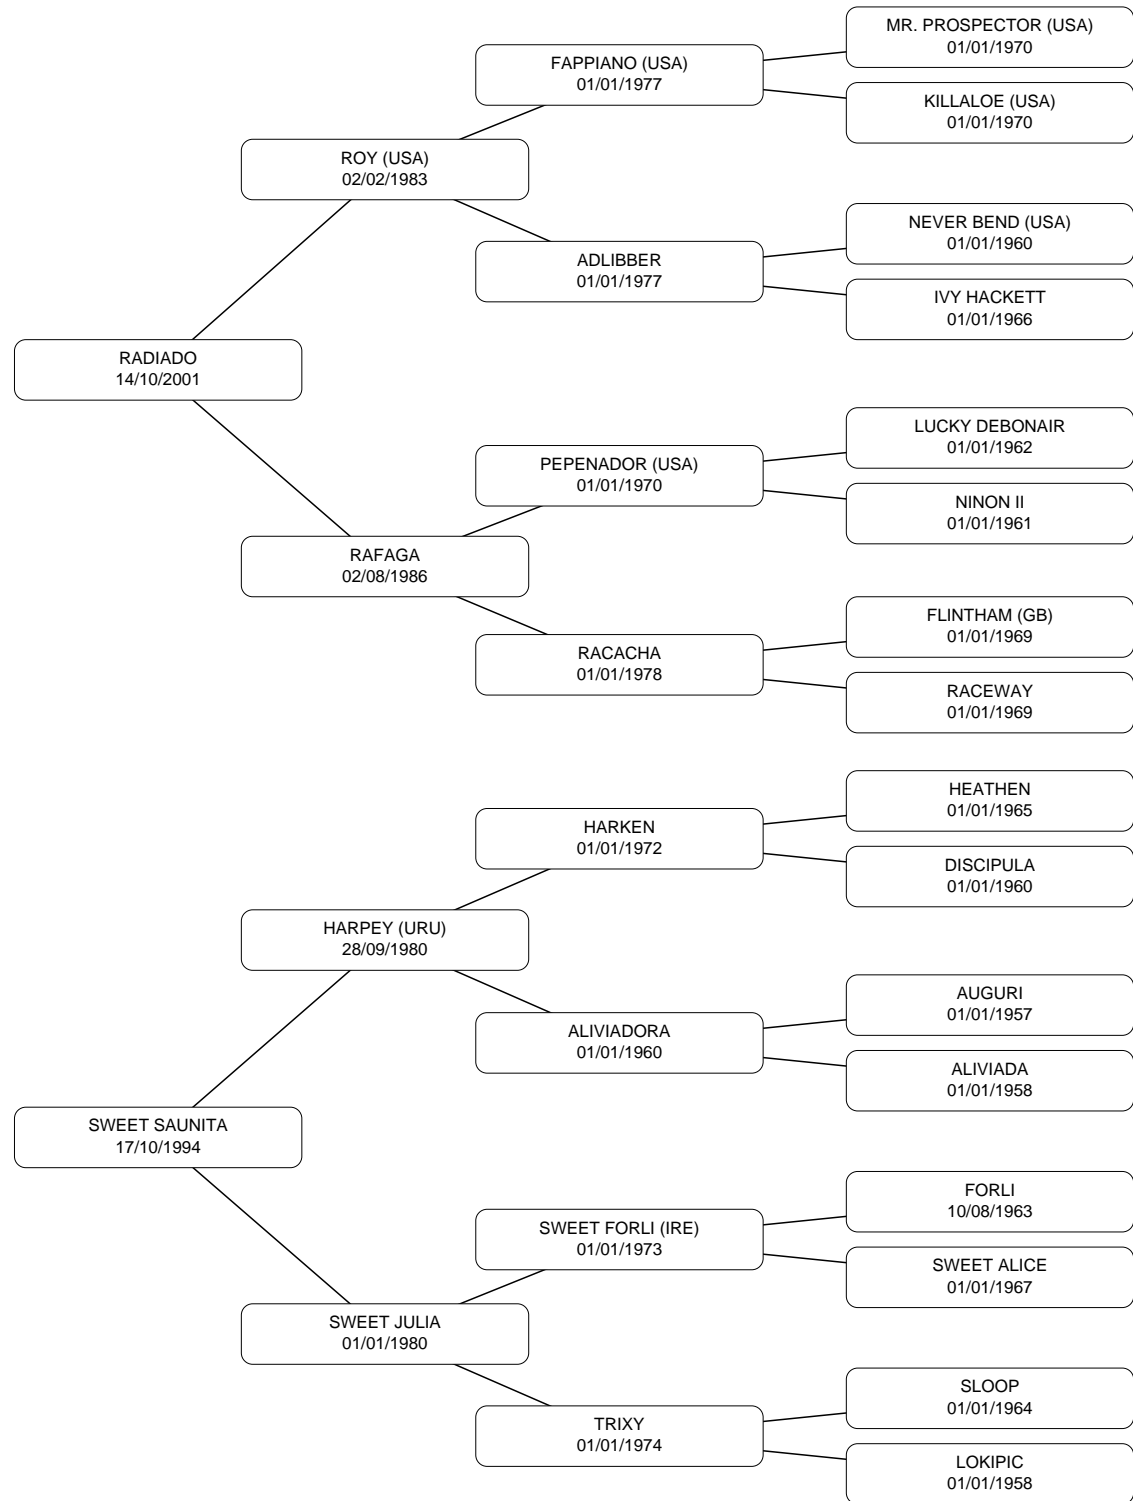 MR. PROSPECTOR (USA)
01/01/1970
FAPPIANO (USA)
01/01/1977
KILLALOE (USA)
01/01/1970
ROY (USA)
02/02/1983
NEVER BEND (USA)
01/01/1960
ADLIBBER
01/01/1977
IVY HACKETT
01/01/1966
RADIADO
14/10/2001
LUCKY DEBONAIR
01/01/1962
PEPENADOR (USA)
01/01/1970
NINON II
01/01/1961
RAFAGA
02/08/1986
FLINTHAM (GB)
01/01/1969
RACACHA
01/01/1978
RACEWAY
01/01/1969
HEATHEN
01/01/1965
HARKEN
01/01/1972
DISCIPULA
01/01/1960
HARPEY (URU)
28/09/1980
AUGURI
01/01/1957
ALIVIADORA
01/01/1960
ALIVIADA
01/01/1958
SWEET SAUNITA
17/10/1994
FORLI
10/08/1963
SWEET FORLI (IRE)
01/01/1973
SWEET ALICE
01/01/1967
SWEET JULIA
01/01/1980
SLOOP
01/01/1964
TRIXY
01/01/1974
LOKIPIC
01/01/1958